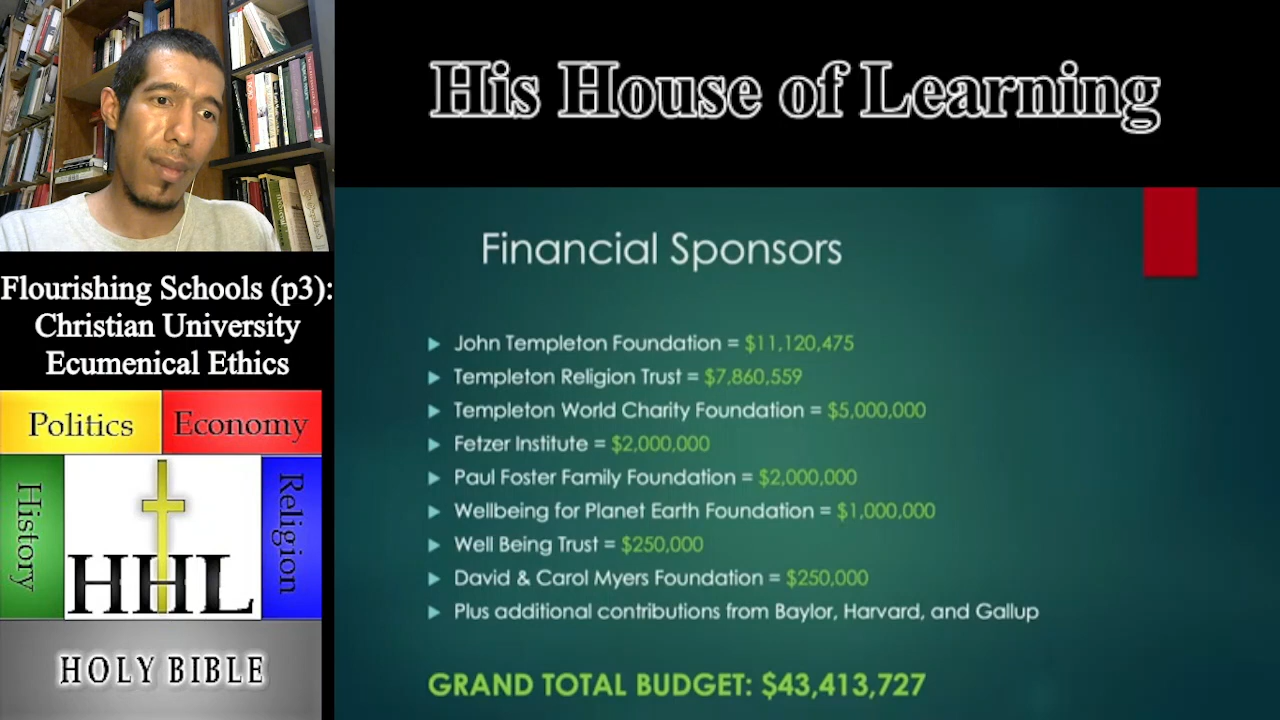 His House of Learning
Flourishing Schools (p3):
Christian University
Ecumenical Ethics
Politics
Economy
History
Religion
HHL
HOLY BIBLE
Financial Sponsors
John Templeton Foundation = $11,120,475
Templeton Religion Trust = $7,860,559
Templeton World Charity Foundation = $5,000,000
Fetzer Institute = $2,000,000
Paul Foster Family Foundation = $2,000,000
Wellbeing for Planet Earth Foundation = $1,000,000
Well Being Trust = $250,000
David & Carol Myers Foundation = $250,000
Plus additional contributions from Baylor, Harvard, and Gallup
GRAND TOTAL BUDGET: $43,413,727